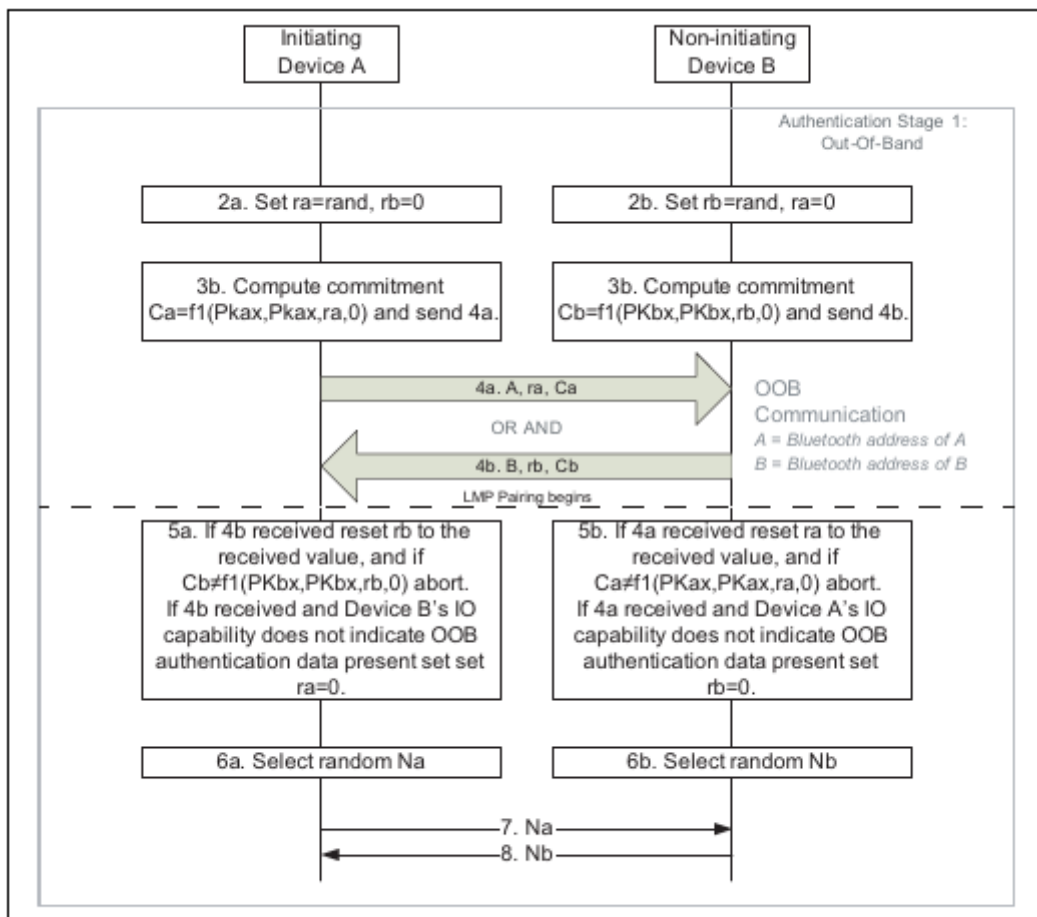 Initiating
Device A
Non-initiating
Device B
Authentication Stage 1:
Out-Of-Band
2a. Set ra=rand, rb=0
2b. Set rb=rand, ra=0
3b. Compute commitment
Ca=f1(Pkax,Pkax,ra,0) and send 4a.
3b. Compute commitment
Cb=f1(PKbx,PKbx,rb,0) and send 4b.
4a. A, ra, Ca
OR AND
4b. B, rb, Cb
OOB
Communication
A = Bluetooth address of A
B = Bluetooth address of B
LMP Pairing begins
5a. If 4b received reset rb to the
received value, and if
Cb≠f1(PKbx,PKbx,rb,0) abort.
If 4b received and Device B's IO
capability does not indicate OOB
authentication data present set set
ra=0.
5b. If 4a received reset ra to the
received value, and if
Ca≠f1(PKax,PKax,ra,0) abort.
If 4a received and Device A's IO
capability does not indicate OOB
authentication data present set
rb=0.
6a. Select random Na
6b. Select random Nb
7. Na
8. Nb